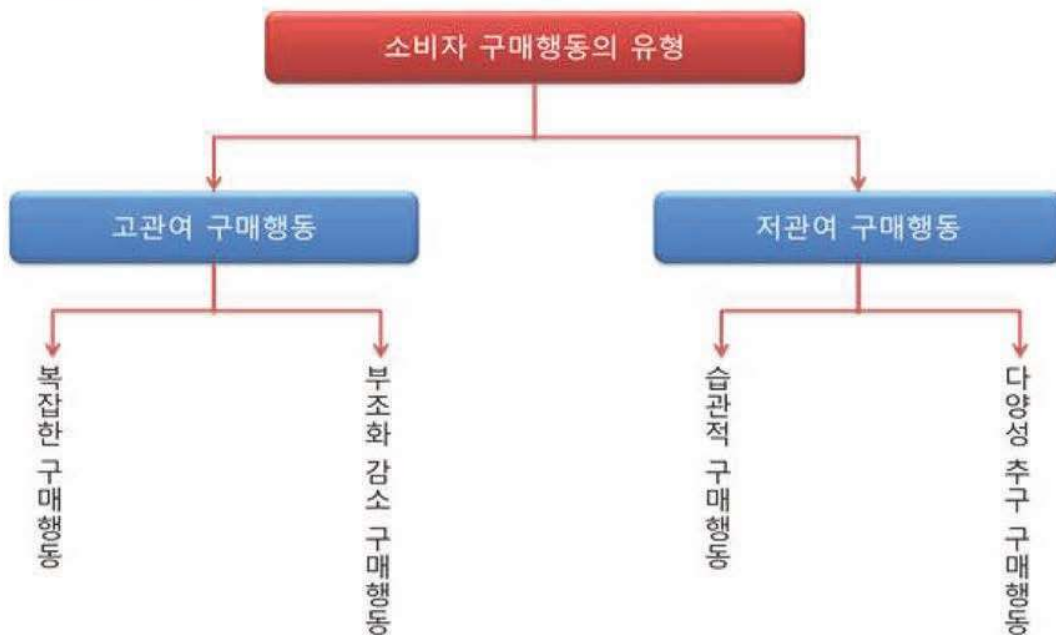 소비자 구매행동의 유형
고관여 구매행동
저관여 구매행동
복잡한 구매행동
부조화 감소 구매행동
습관적 구매행동
다양성 추구 구매행동